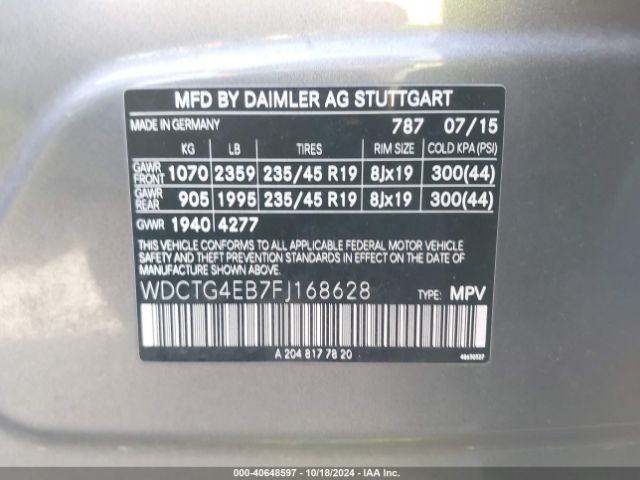 MFD BY DAIMLER AG STUTTGART
MADE IN GERMANY 787 07/15
KG LB TIRES RIM SIZE COLD KPA (PSI)
GAWR FRONT 1070 2359 235/45 R19 8Jx19 300(44)
GAWR REAR 905 1995 235/45 R19 8Jx19 300(44)
GVWR 1940 4277
THIS VEHICLE CONFORMS TO ALL APPLICABLE FEDERAL MOTOR VEHICLE
SAFETY AND THEFT PREVENTION STANDARDS IN EFFECT ON THE DATE OF
MANUFACTURE SHOWN ABOVE.
WDCTG4EB7FJ168628 TYPE: MPV
A 204 817 78 20
000-40648597 - 10/18/2024 - IAA Inc.